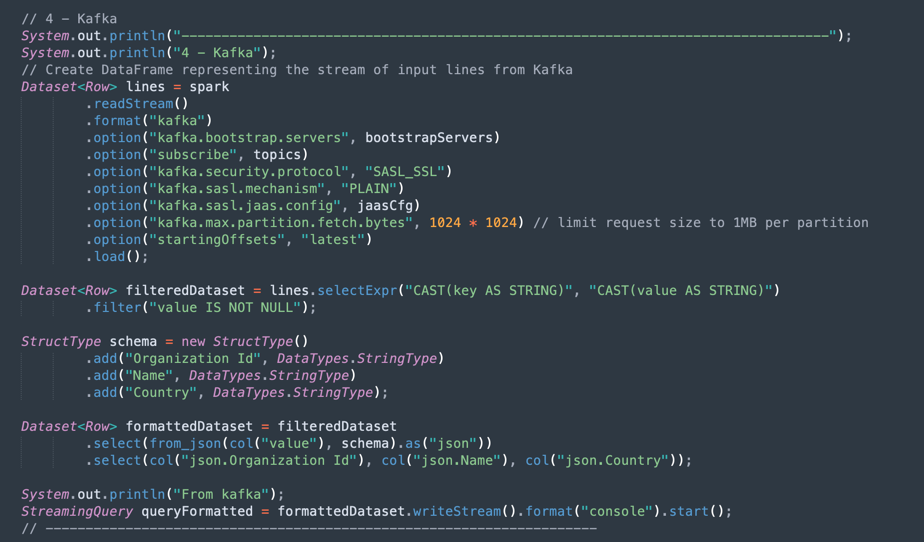 // 4 - Kafka
System.out.println("---------------------------------------------------------------------------------");
System.out.println("4 - Kafka");
// Create DataFrame representing the stream of input lines from Kafka
Dataset<Row> lines = spark
.readStream()
.format("kafka")
.option("kafka.bootstrap.servers", bootstrapServers)
.option("subscribe", topics)
.option("kafka.security.protocol", "SASL_SSL")
.option("kafka.sasl.mechanism", "PLAIN")
.option("kafka.sasl.jaas.config", jaasCfg)
.option("kafka.max.partition.fetch.bytes", 1024 * 1024) // limit request size to 1MB per partition
.option("startingOffsets", "latest")
.load();
Dataset<Row> filteredDataset = lines.selectExpr("CAST(key AS STRING)", "CAST(value AS STRING)")
.filter("value IS NOT NULL");
StructType schema = new StructType()
.add("Organization Id", DataTypes.StringType)
.add("Name", DataTypes.StringType)
.add("Country", DataTypes.StringType);
Dataset<Row> formattedDataset = filteredDataset
.select(from_json(col("value"), schema).as("json"))
.select(col("json.Organization Id"), col("json.Name"), col("json.Country"));
System.out.println("From kafka");
StreamingQuery queryFormatted = formattedDataset.writeStream().format("console").start();
// ---------------------------------------------------------------------